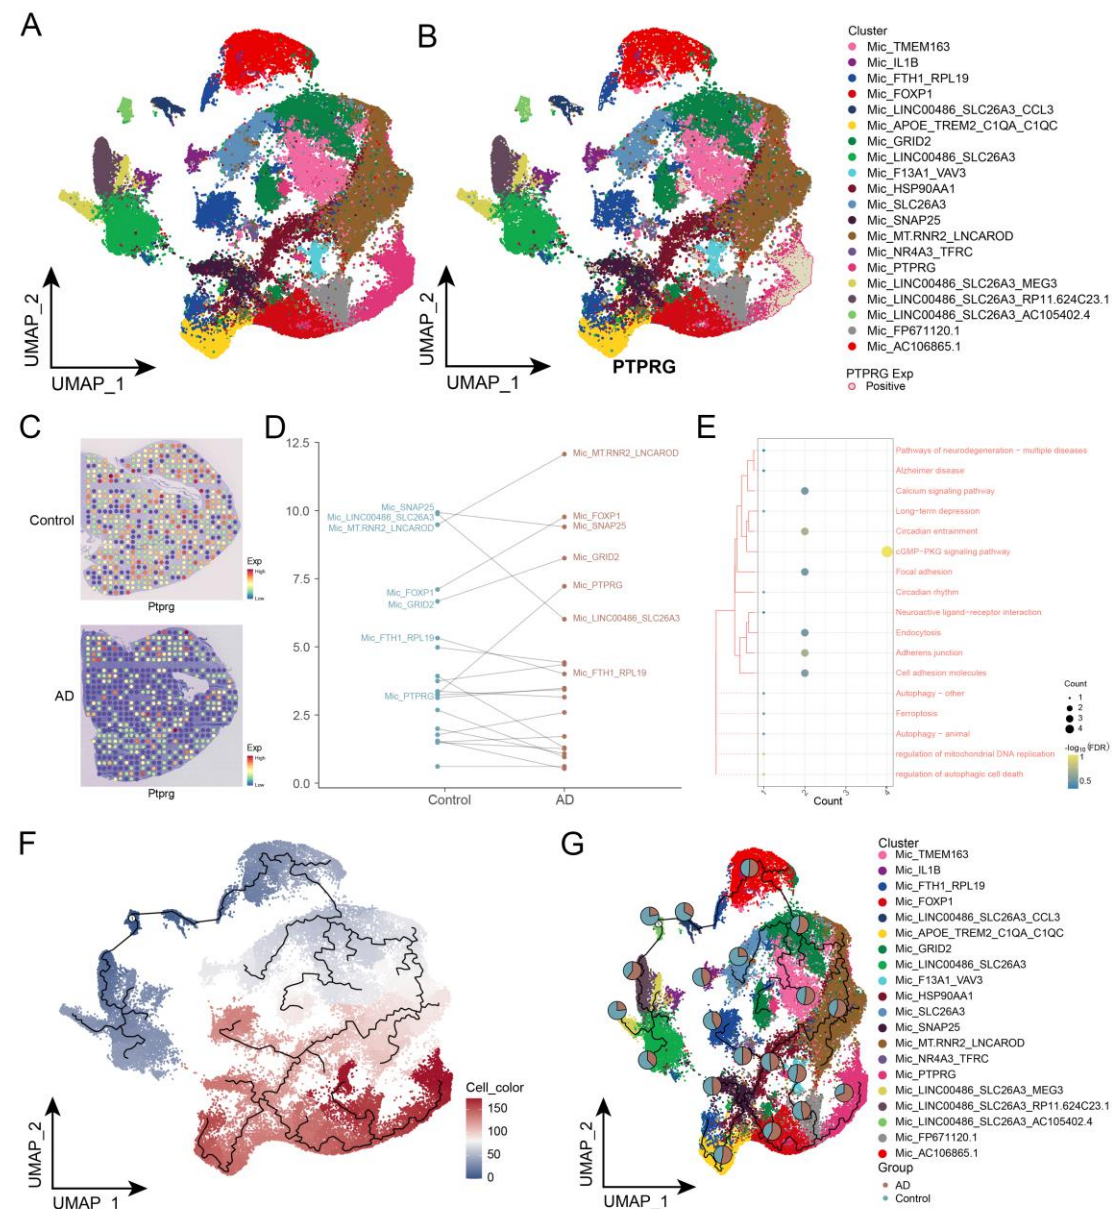 A
UMAP_2
UMAP_1
B
UMAP_2
UMAP_1
PTPRG
Cluster
Mic_TMEM163
Mic_IL1B
Mic_FTH1_RPL19
Mic_FOXP1
Mic_LINC00486_SLC26A3_CCL3
Mic_APOE_TREM2_C1QA_C1QC
Mic_GRID2
Mic_LINC00486_SLC26A3
Mic_F13A1_VAV3
Mic_HSP90AA1
Mic_SLC26A3
Mic_SNAP25
Mic_MT.RNR2_LNCAROD
Mic_NR4A3_TFRC
Mic_PTPRG
Mic_LINC00486_SLC26A3_MEG3
Mic_LINC00486_SLC26A3_RP11.624C23.1
Mic_LINC00486_SLC26A3_AC105402.4
Mic_FP671120.1
Mic_AC106865.1
PTPRG Exp
Positive
C
Control
Exp
High
Low
Ptprg
AD
Exp
High
Low
Ptprg
D
12.5
10.0
7.5
5.0
2.5
0.0
Mic_SNAP25
Mic_LINC00486_SLC26A3
Mic_MT.RNR2_LNCAROD
Mic_FOXP1
Mic_GRID2
Mic_FTH1_RPL19
Mic_PTPRG
Mic_MT.RNR2_LNCAROD
Mic_FOXP1
Mic_SNAP25
Mic_GRID2
Mic_PTPRG
Mic_LINC00486_SLC26A3
Mic_FTH1_RPL19
Control
AD
E
Pathways of neurodegeneration - multiple diseases
Alzheimer disease
Calcium signaling pathway
Long-term depression
Circadian entrainment
cGMP-PKG signaling pathway
Focal adhesion
Circadian rhythm
Neuroactive ligand-receptor interaction
Endocytosis
Adherens junction
Cell adhesion molecules
Autophagy - other
Ferroptosis
Autophagy - animal
regulation of mitochondrial DNA replication
regulation of autophagic cell death
1
2
3
4
Count
Count
1
2
3
4
-log10(FDR)
1
0.5
F
UMAP_2
UMAP_1
Cell_color
150
100
50
0
G
UMAP_2
UMAP_1
Cluster
Mic_TMEM163
Mic_IL1B
Mic_FTH1_RPL19
Mic_FOXP1
Mic_LINC00486_SLC26A3_CCL3
Mic_APOE_TREM2_C1QA_C1QC
Mic_GRID2
Mic_LINC00486_SLC26A3
Mic_F13A1_VAV3
Mic_HSP90AA1
Mic_SLC26A3
Mic_SNAP25
Mic_MT.RNR2_LNCAROD
Mic_NR4A3_TFRC
Mic_PTPRG
Mic_LINC00486_SLC26A3_MEG3
Mic_LINC00486_SLC26A3_RP11.624C23.1
Mic_LINC00486_SLC26A3_AC105402.4
Mic_FP671120.1
Mic_AC106865.1
Group
AD
Control